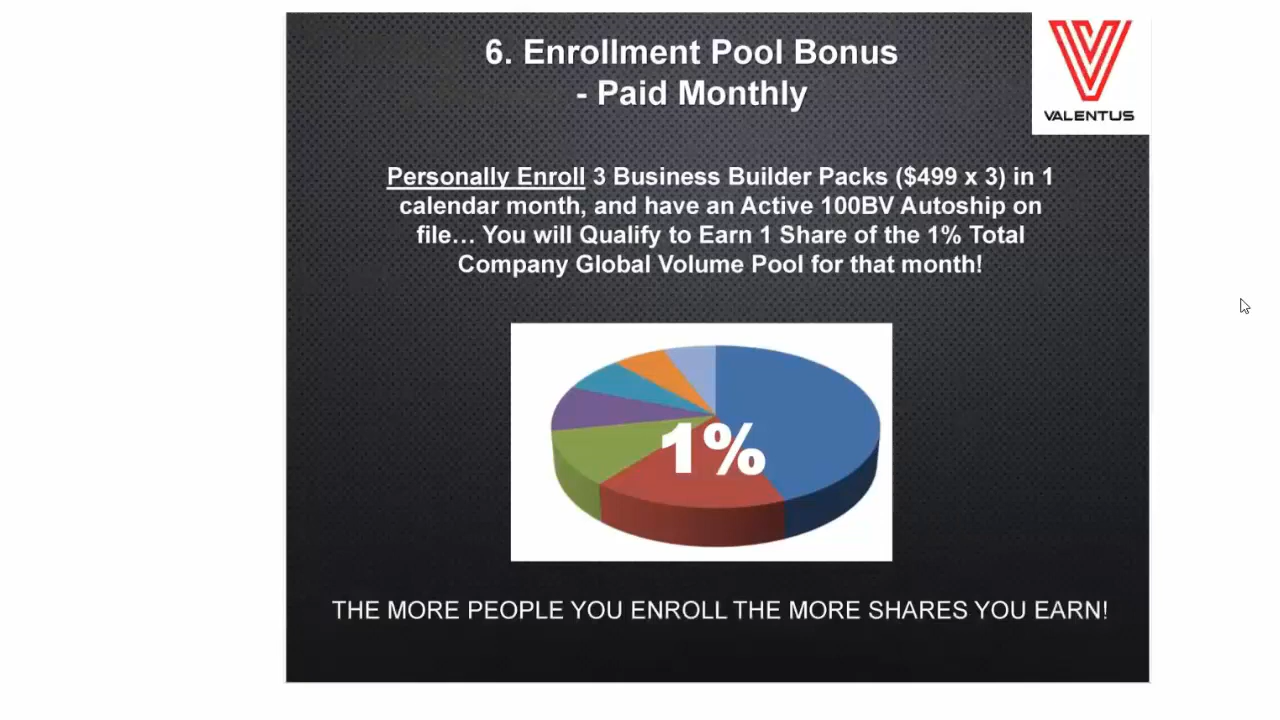 6. Enrollment Pool Bonus
- Paid Monthly
VALENTUS
Personally Enroll 3 Business Builder Packs ($499 x 3) in 1
calendar month, and have an Active 100BV Autoship on
file… You will Qualify to Earn 1 Share of the 1% Total
Company Global Volume Pool for that month!
1%
THE MORE PEOPLE YOU ENROLL THE MORE SHARES YOU EARN!